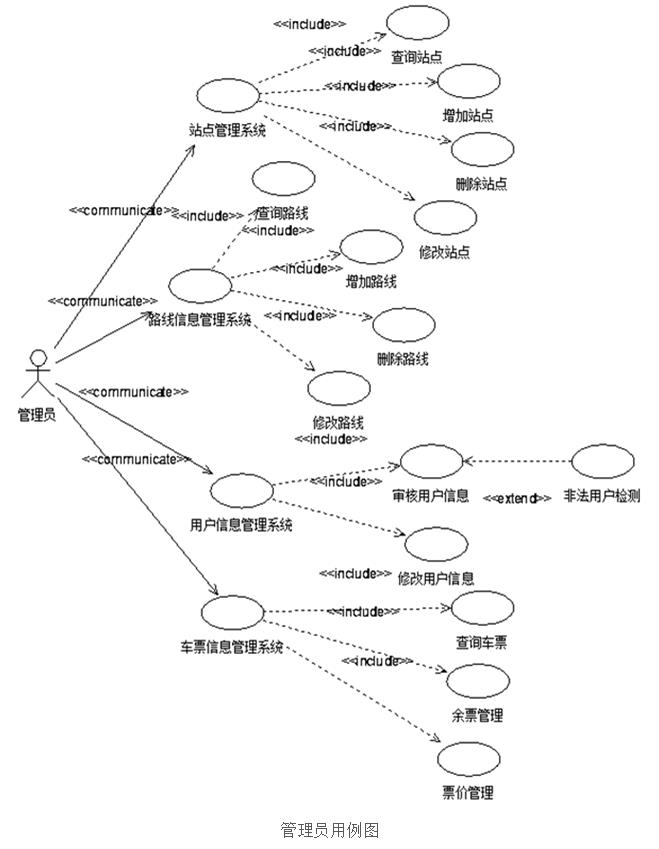 <<include>>
<<include>>
查询站点
<<include>>
增加站点
站点管理系统
<<include>>
删除站点
<<communicate>>
<<include>>
查询路线
<<include>>
修改站点
<<include>>
增加路线
<<communicate>>
路线信息管理系统
<<include>>
删除路线
管理员
<<communicate>>
修改路线
<<include>>
<<communicate>>
<<include>>
审核用户信息
<<extend>>
非法用户检测
用户信息管理系统
<<include>>
修改用户信息
<<include>>
查询车票
车票信息管理系统
<<include>>
余票管理
票价管理
管理员用例图